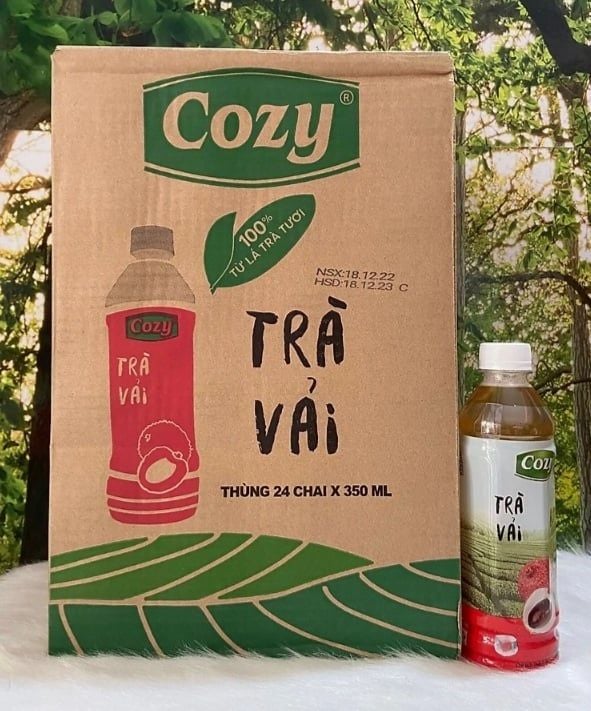 Cozy®
100%
TỪ LÁ TRÀ TƯƠI
NSX:18.12.22
HSD:18.12.23 C
Cozy
TRÀ
VẢI
TRÀ
VẢI
THÙNG 24 CHAI X 350 ML
Cozy
TRÀ
VẢI